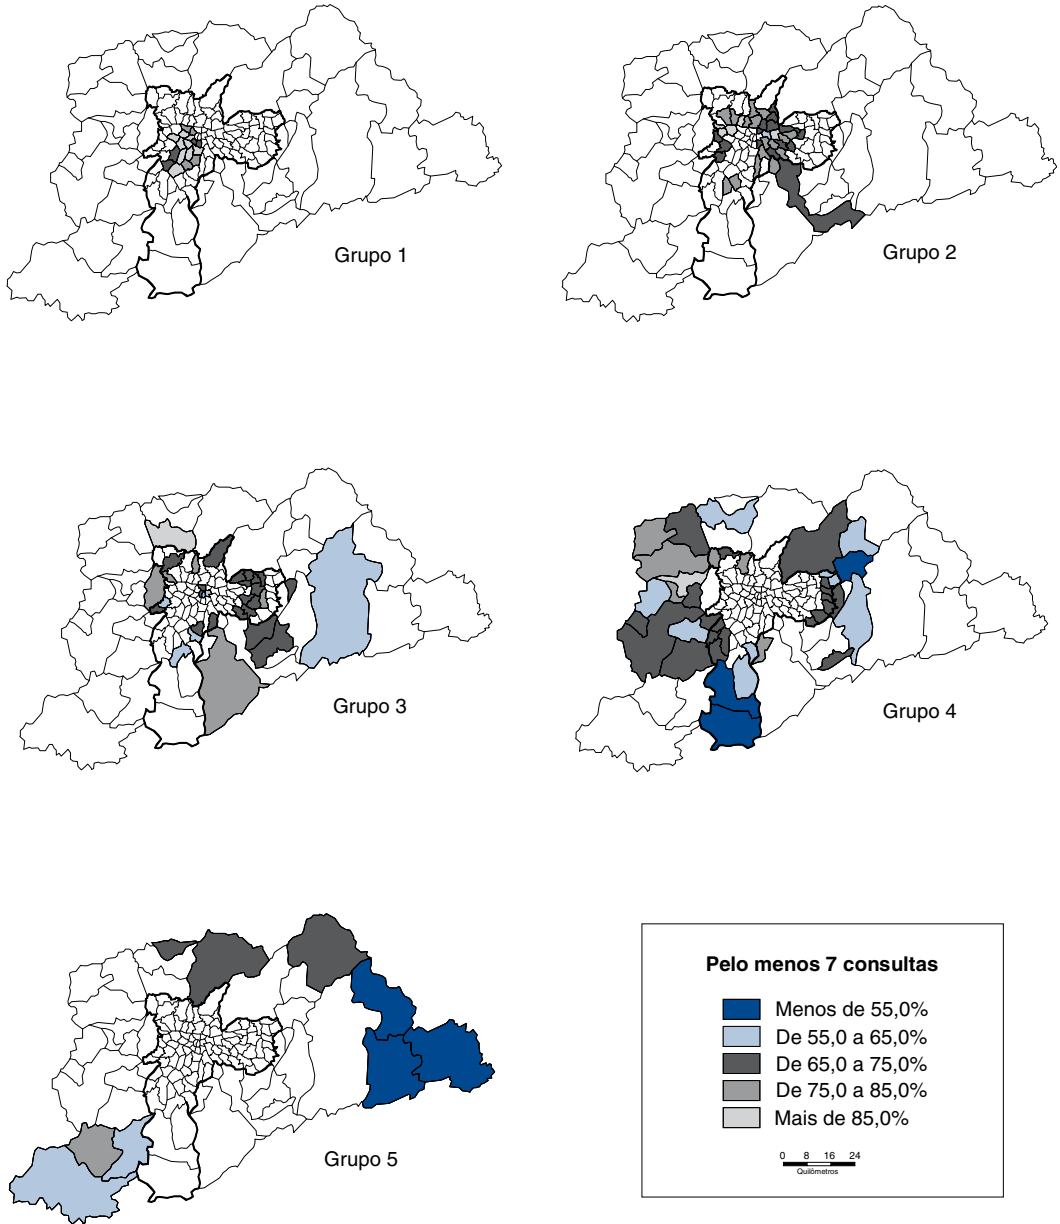 Grupo 1
Grupo 2
Grupo 3
Grupo 4
Grupo 5
Pelo menos 7 consultas
Menos de 55,0%
De 55,0 a 65,0%
De 65,0 a 75,0%
De 75,0 a 85,0%
Mais de 85,0%
0 8 16 24
Quilômetros